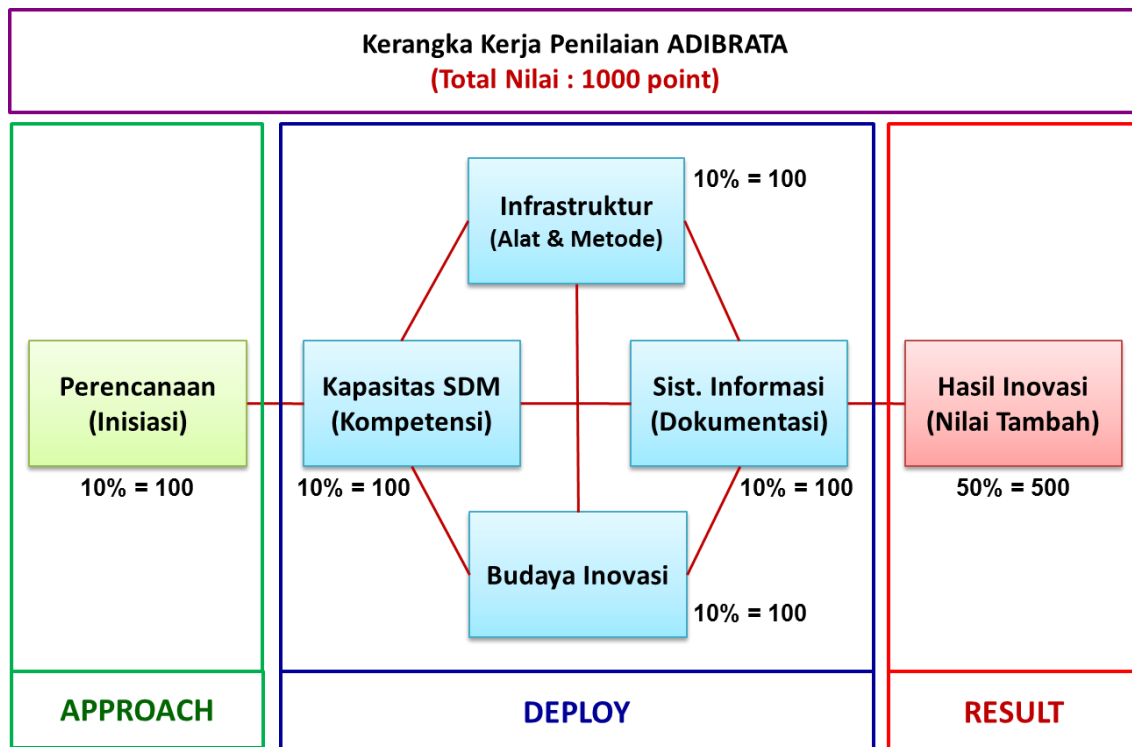 Kerangka Kerja Penilaian ADIBRATA
(Total Nilai : 1000 point)
Infrastruktur
(Alat & Metode)
10% = 100
Perencanaan
(Inisiasi)
10% = 100
Kapasitas SDM
(Kompetensi)
10% = 100
Sist. Informasi
(Dokumentasi)
10% = 100
Hasil Inovasi
(Nilai Tambah)
50% = 500
Budaya Inovasi
10% = 100
APPROACH
DEPLOY
RESULT